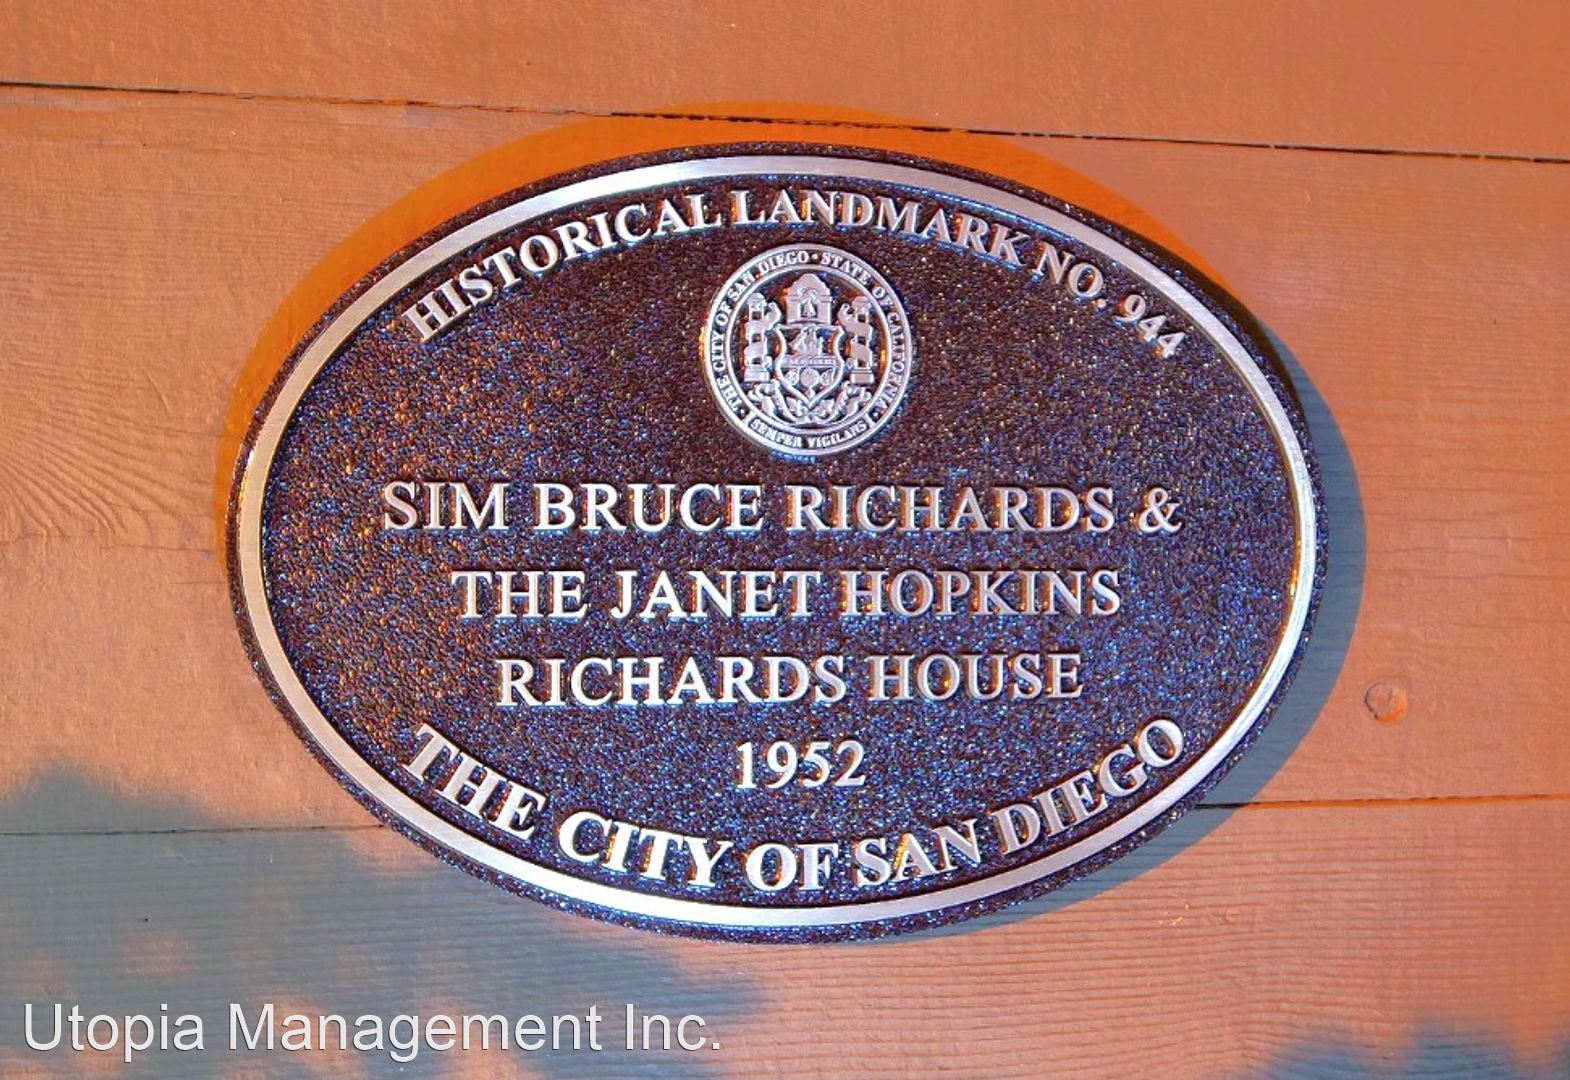 HISTORICAL LANDMARK NO. 944
THE CITY OF SAN DIEGO • STATE OF CALIFORNIA
SEMPER VIGILANS
SIM BRUCE RICHARDS &
THE JANET HOPKINS
RICHARDS HOUSE
1952
THE CITY OF SAN DIEGO
Utopia Management Inc.